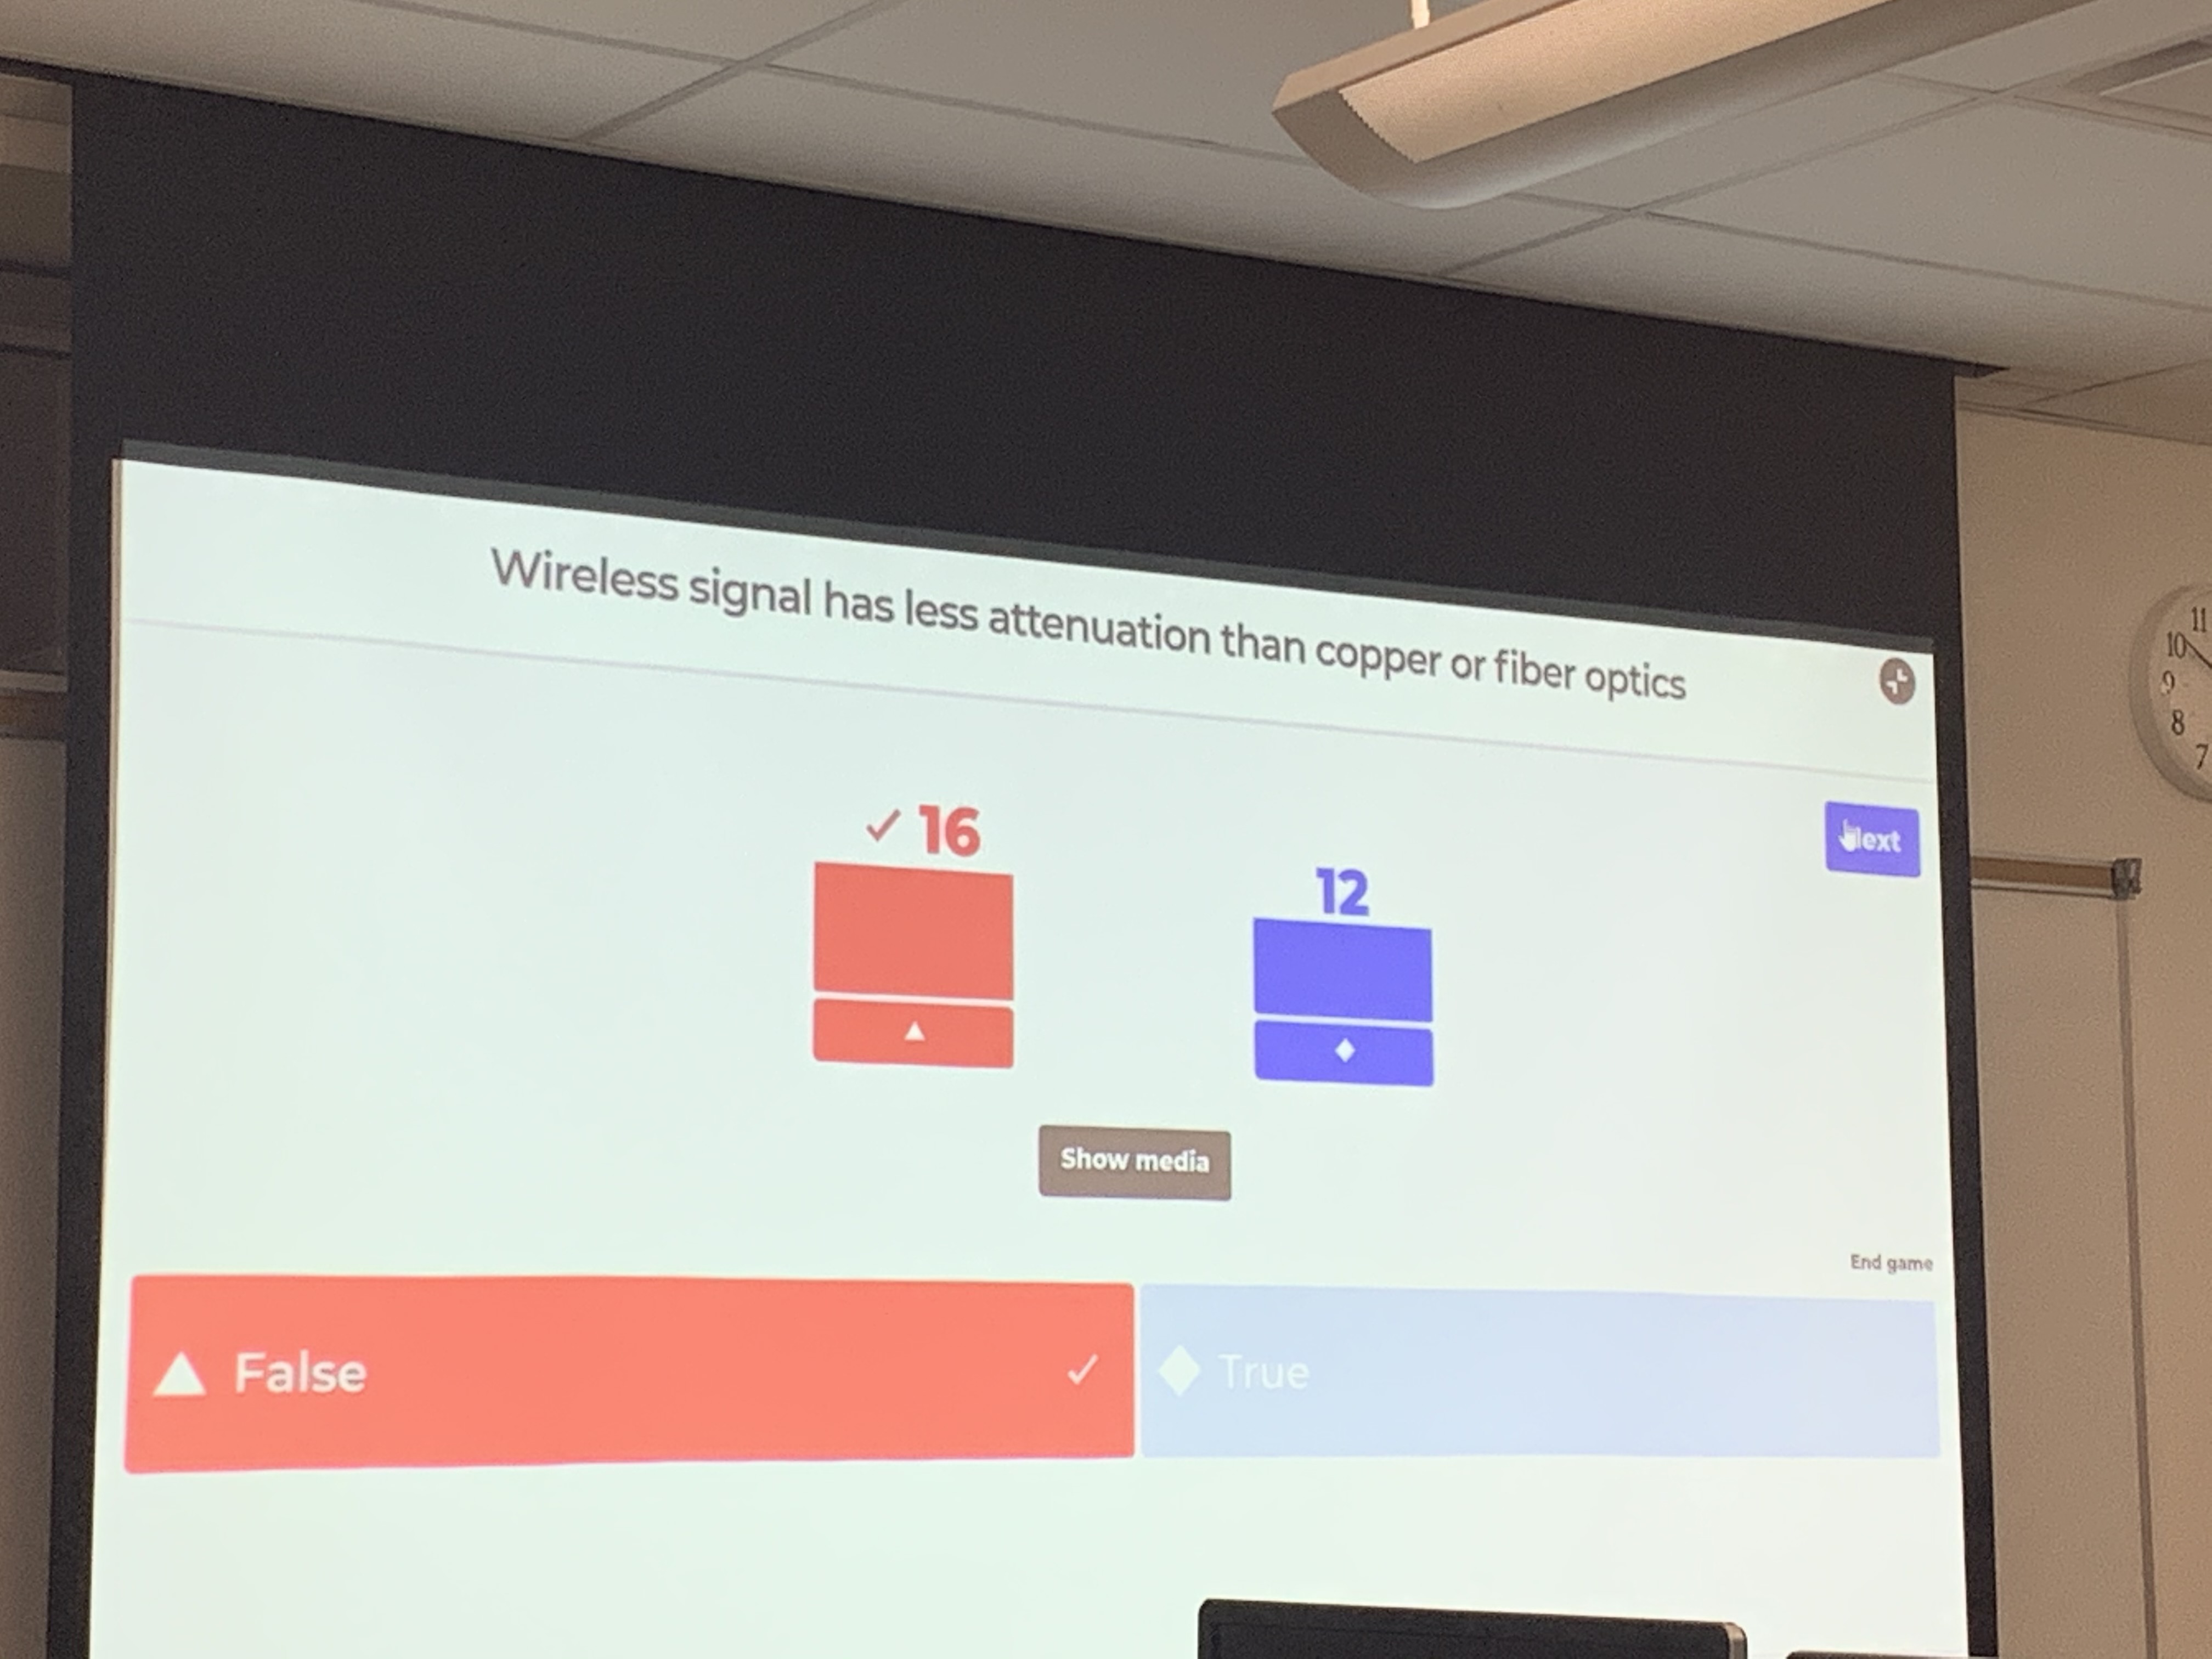 Wireless signal has less attenuation than copper or fiber optics
11
10
9
8
7
✓ 16
12
Show media
End game
False ✓
True